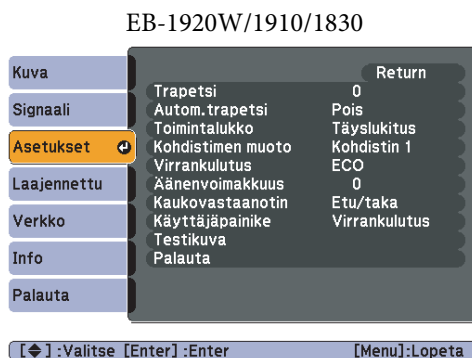 EB-1920W/1910/1830
Kuva
Signaali
Asetukset
Laajennettu
Verkko
Info
Palauta
Return
Trapetsi 0
Autom.trapetsi Pois
Toimintalukko Täyslukitus
Kohdistimen muoto Kohdistin 1
Virrankulutus ECO
Äänenvoimakkuus 0
Kaukovastaanotin Etu/taka
Käyttäjäpainike Virrankulutus
Testikuva
Palauta
[◆] :Valitse [Enter] :Enter [Menu]:Lopeta